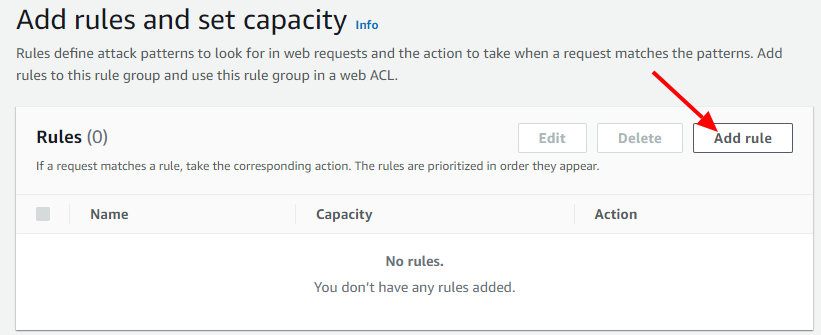 Add rules and set capacity Info
Rules define attack patterns to look for in web requests and the action to take when a request matches the patterns. Add
rules to this rule group and use this rule group in a web ACL.
Rules (0) Edit Delete Add rule
If a request matches a rule, take the corresponding action. The rules are prioritized in order they appear.
Name Capacity Action
No rules.
You don't have any rules added.